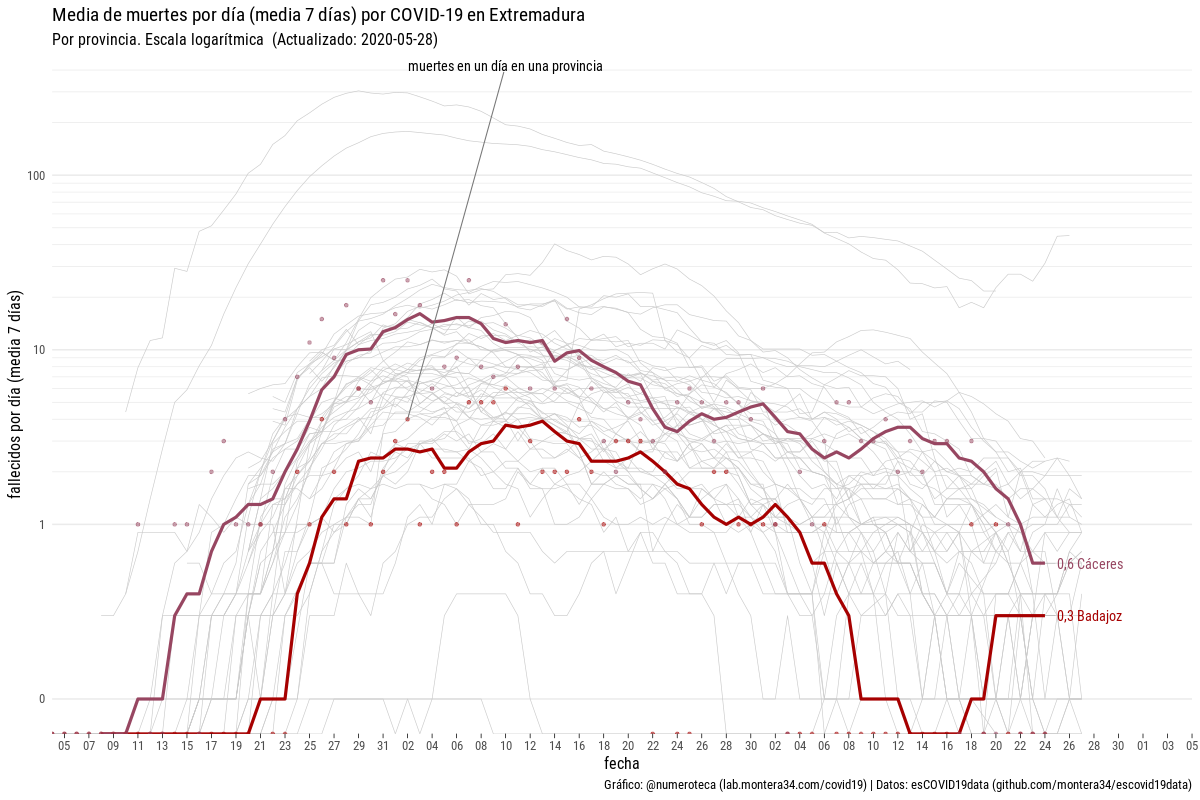 Media de muertes por día (media 7 días) por COVID-19 en Extremadura
Por provincia. Escala logarítmica  (Actualizado: 2020-05-28)
muertes en un día en una provincia
fallecidos por día (media  7 días)
100
10
1
0
0,6 Cáceres
0,3 Badajoz
05 07 09 11 13 15 17 19 21 23 25 27 29 31 02 04 06 08 10 12 14 16 18 20 22 24 26 28 30 02 04 06 08 10 12 14 16 18 20 22 24 26 28 30 01 03 05
fecha
Gráfico: @numeroteca (lab.montera34.com/covid19) | Datos: esCOVID19data (github.com/montera34/escovid19data)